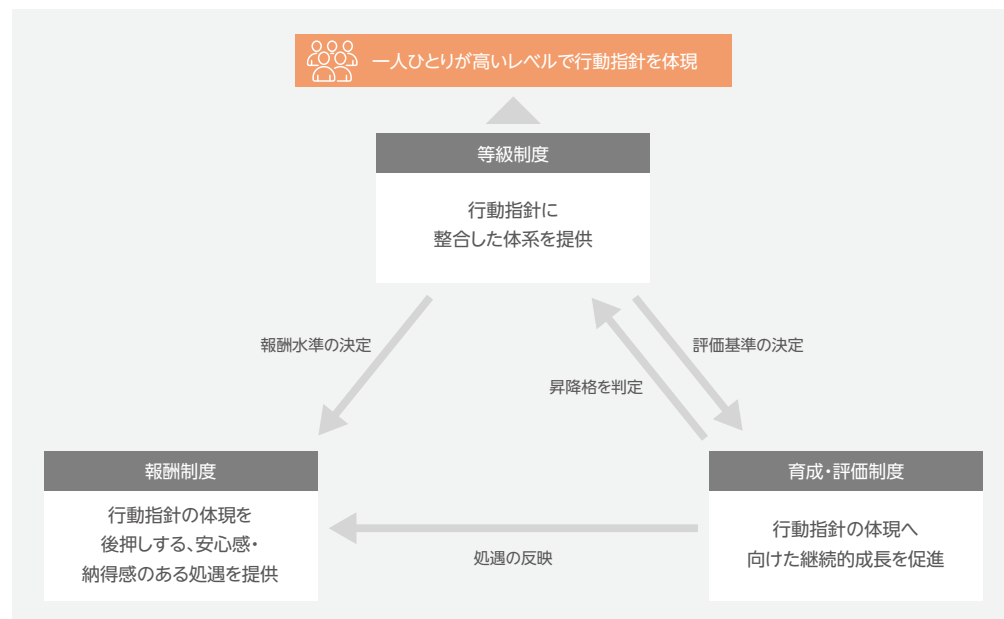 一人ひとりが高いレベルで行動指針を体現
等級制度
行動指針に
整合した体系を提供
報酬水準の決定
評価基準の決定
昇降格を判定
報酬制度
行動指針の体現を
後押しする、安心感・
納得感のある処遇を提供
処遇の反映
育成・評価制度
行動指針の体現へ
向けた継続的成長を促進